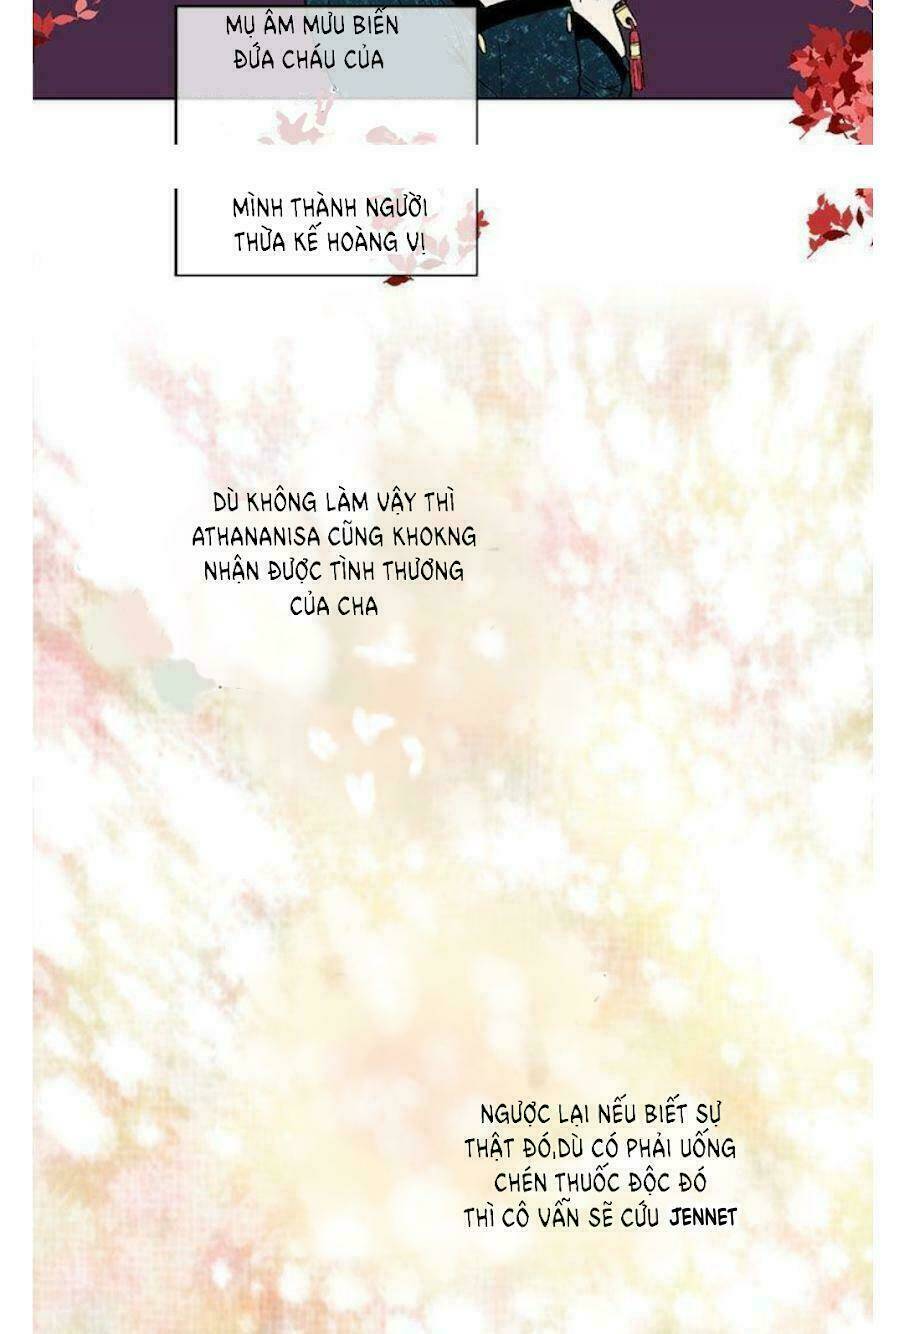 MỤ ÂM MƯU BIẾN
ĐỨA CHÁU CỦA
MÌNH THÀNH NGƯỜI
THỪA KẾ HOÀNG VỊ
DÙ KHÔNG LÀM VẬY THÌ
ATHANANISA CŨNG KHOKNG
NHẬN ĐƯỢC TÌNH THƯƠNG
CỦA CHA
NGƯỢC LẠI NẾU BIẾT SỰ
THẬT ĐÓ,DÙ CÓ PHẢI UỐNG
CHÉN THUỐC ĐỘC ĐÓ
THÌ CÔ VẪN SẼ CỨU JENNET